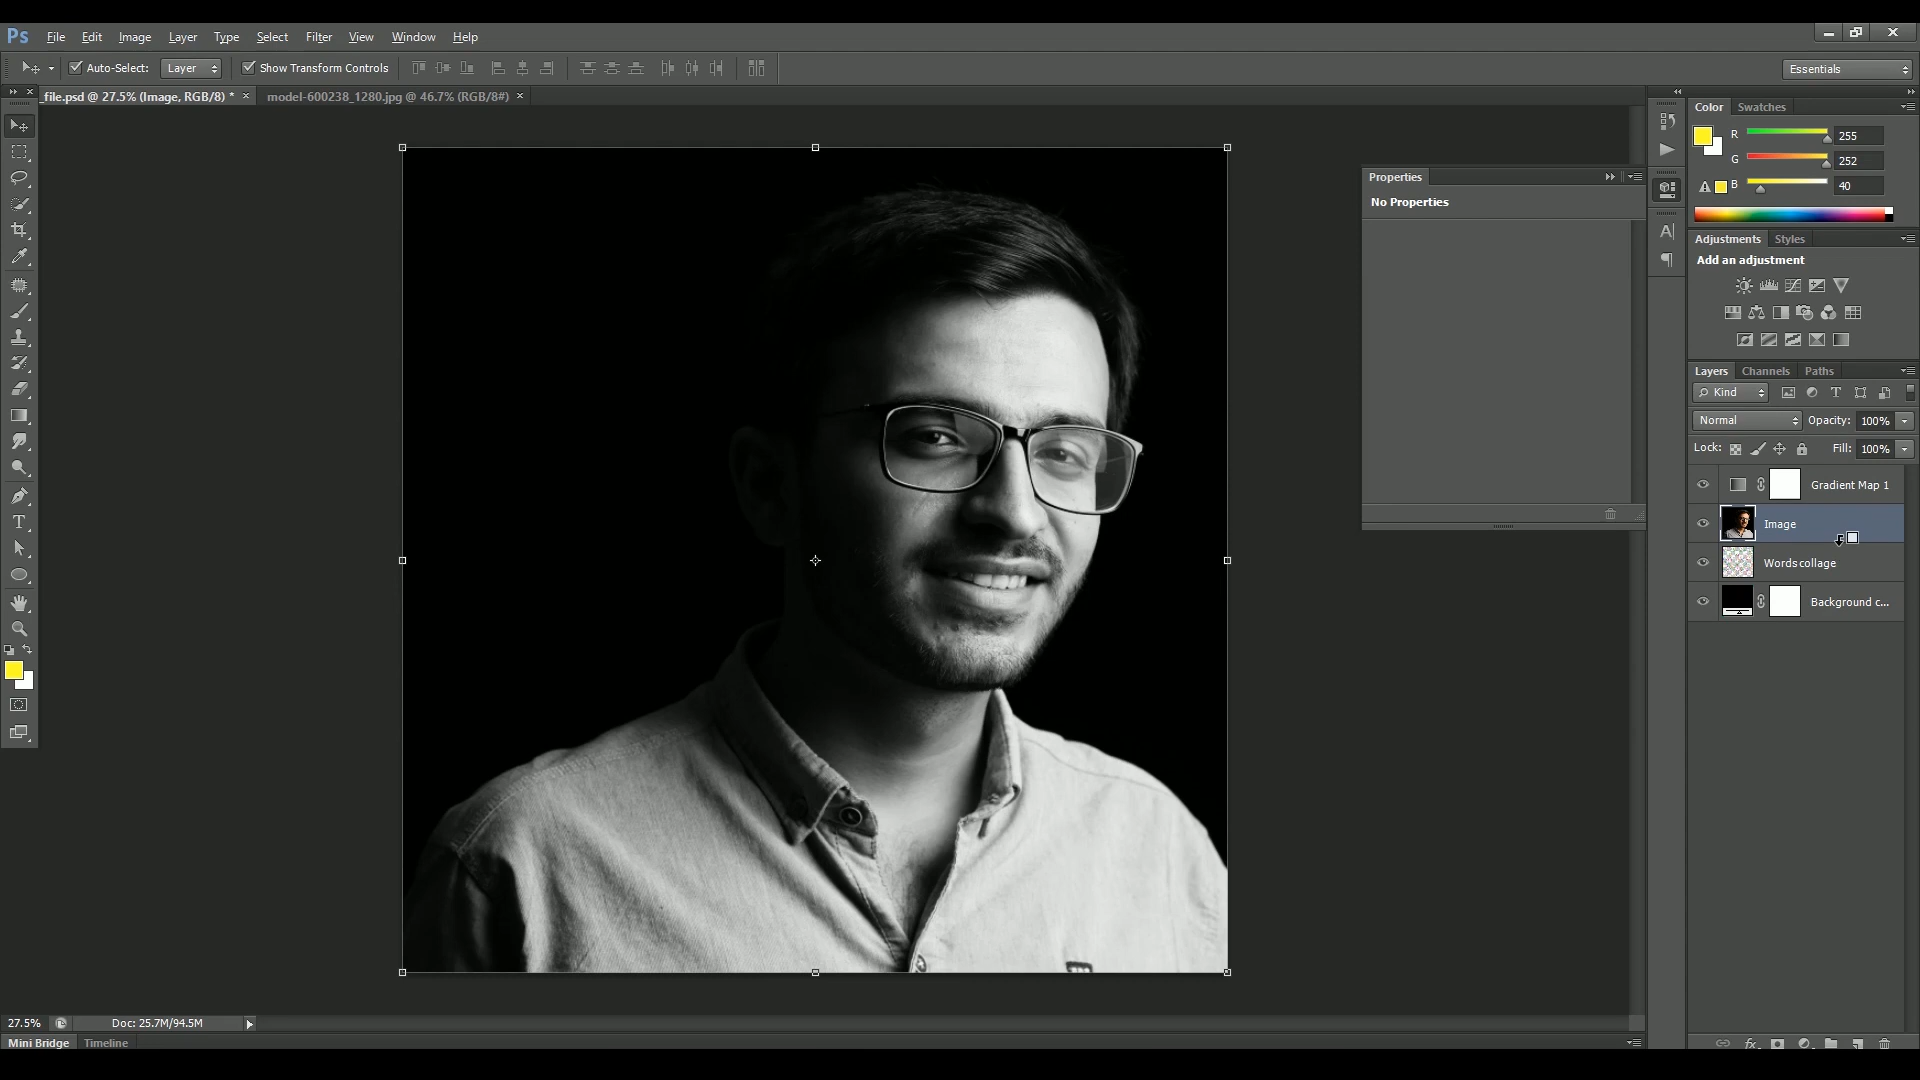 Ps File Edit Image Layer Type Select Filter View Window Help
Auto-Select: Layer Show Transform Controls Essentials
_file.psd @ 27.5% (Image, RGB/8) * × model-600238_1280.jpg @ 46.7% (RGB/8#) ×
Color Swatches
R 255
G 252
B 40
Properties
No Properties
Adjustments Styles
Add an adjustment
Layers Channels Paths
Kind
Normal Opacity: 100%
Lock: Fill: 100%
Gradient Map 1
Image
Words collage
Background c...
27.5% Doc: 25.7M/94.5M
Mini Bridge Timeline